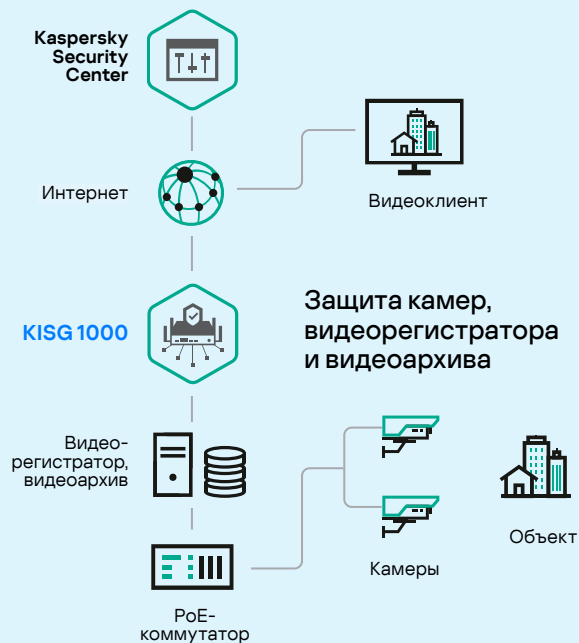 Kaspersky
Security
Center
Интернет
Видеоклиент
KISG 1000
Защита камер,
видеорегистратора
и видеоархива
Видео-
регистратор,
видеоархив
Камеры
Объект
PoE-
коммутатор